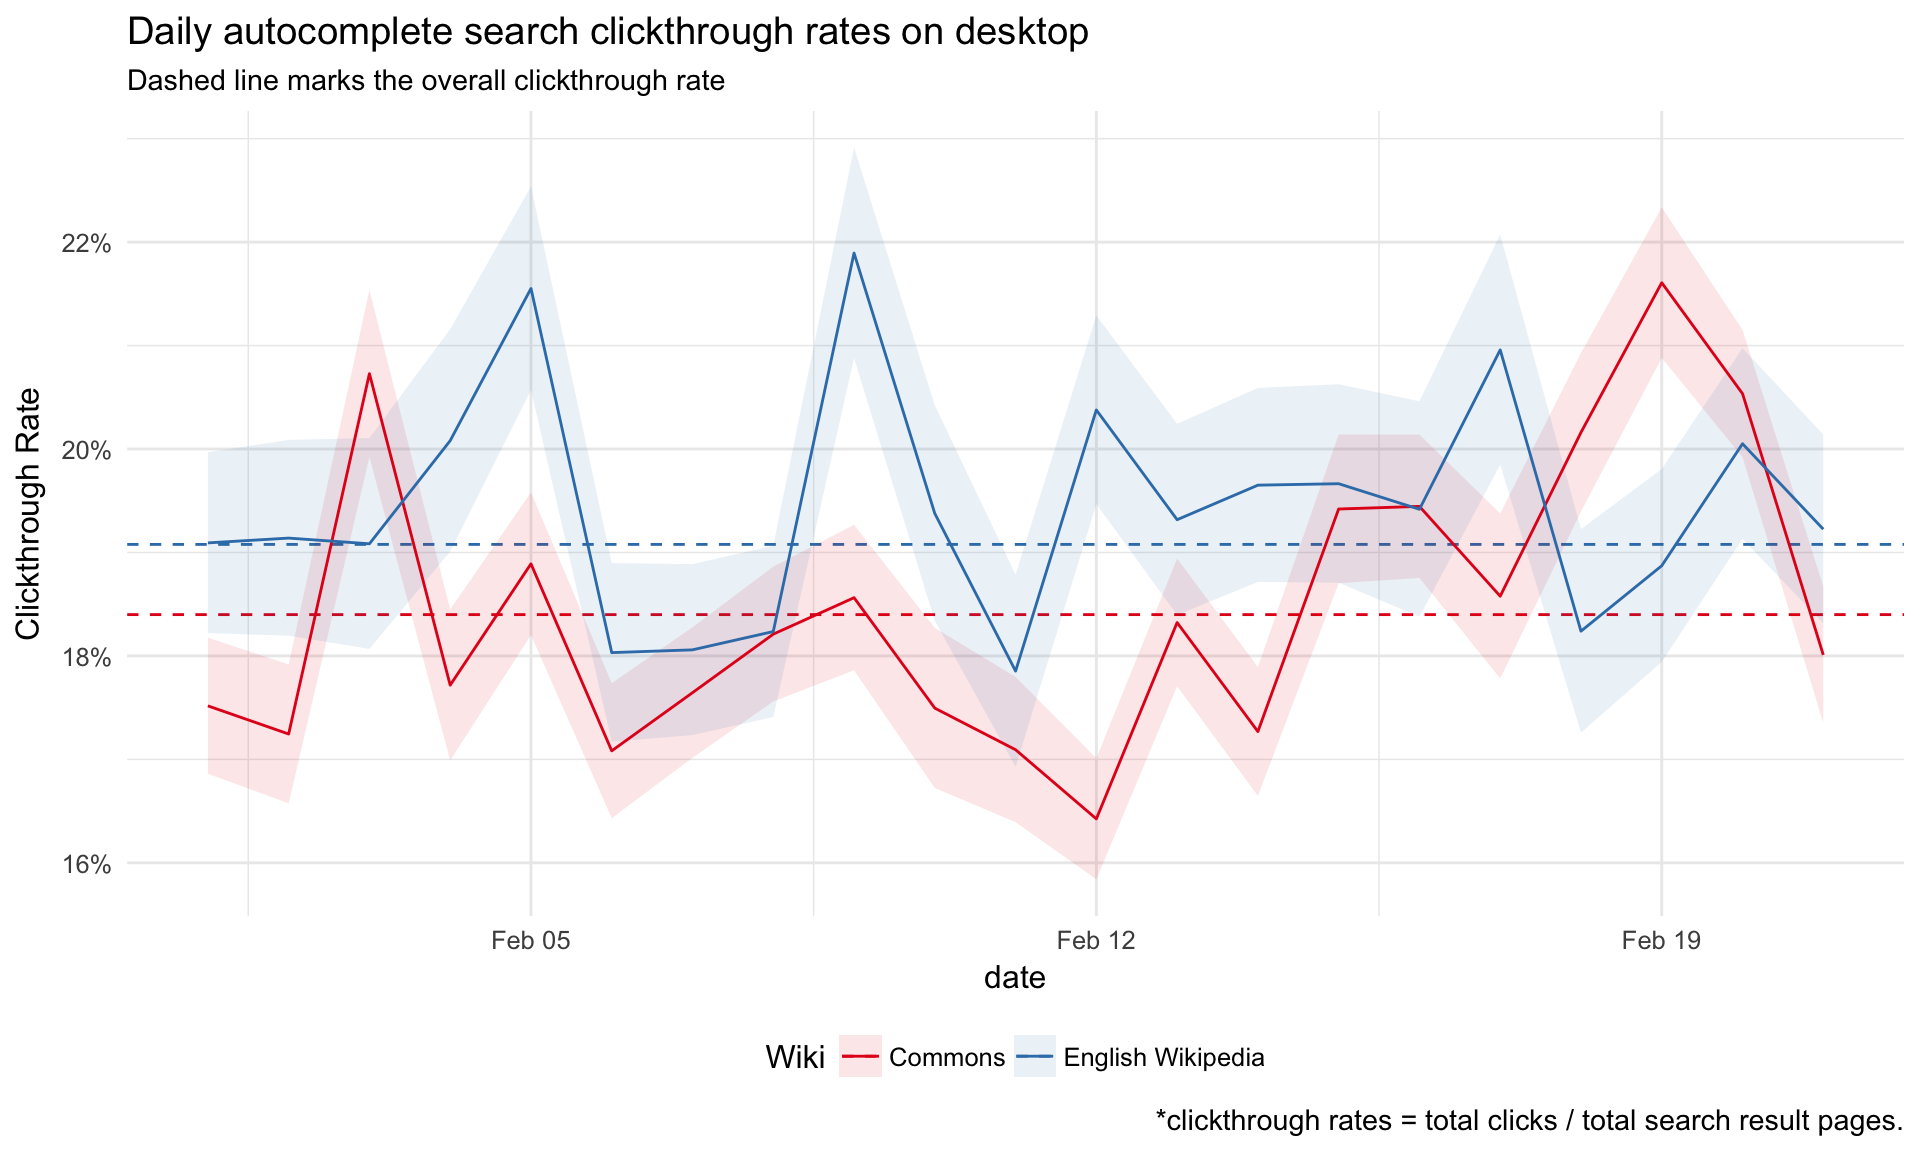 Daily autocomplete search clickthrough rates on desktop
Dashed line marks the overall clickthrough rate
Clickthrough Rate
22%
20%
18%
16%
Feb 05
Feb 12
Feb 19
date
Wiki
Commons
English Wikipedia
*clickthrough rates = total clicks / total search result pages.